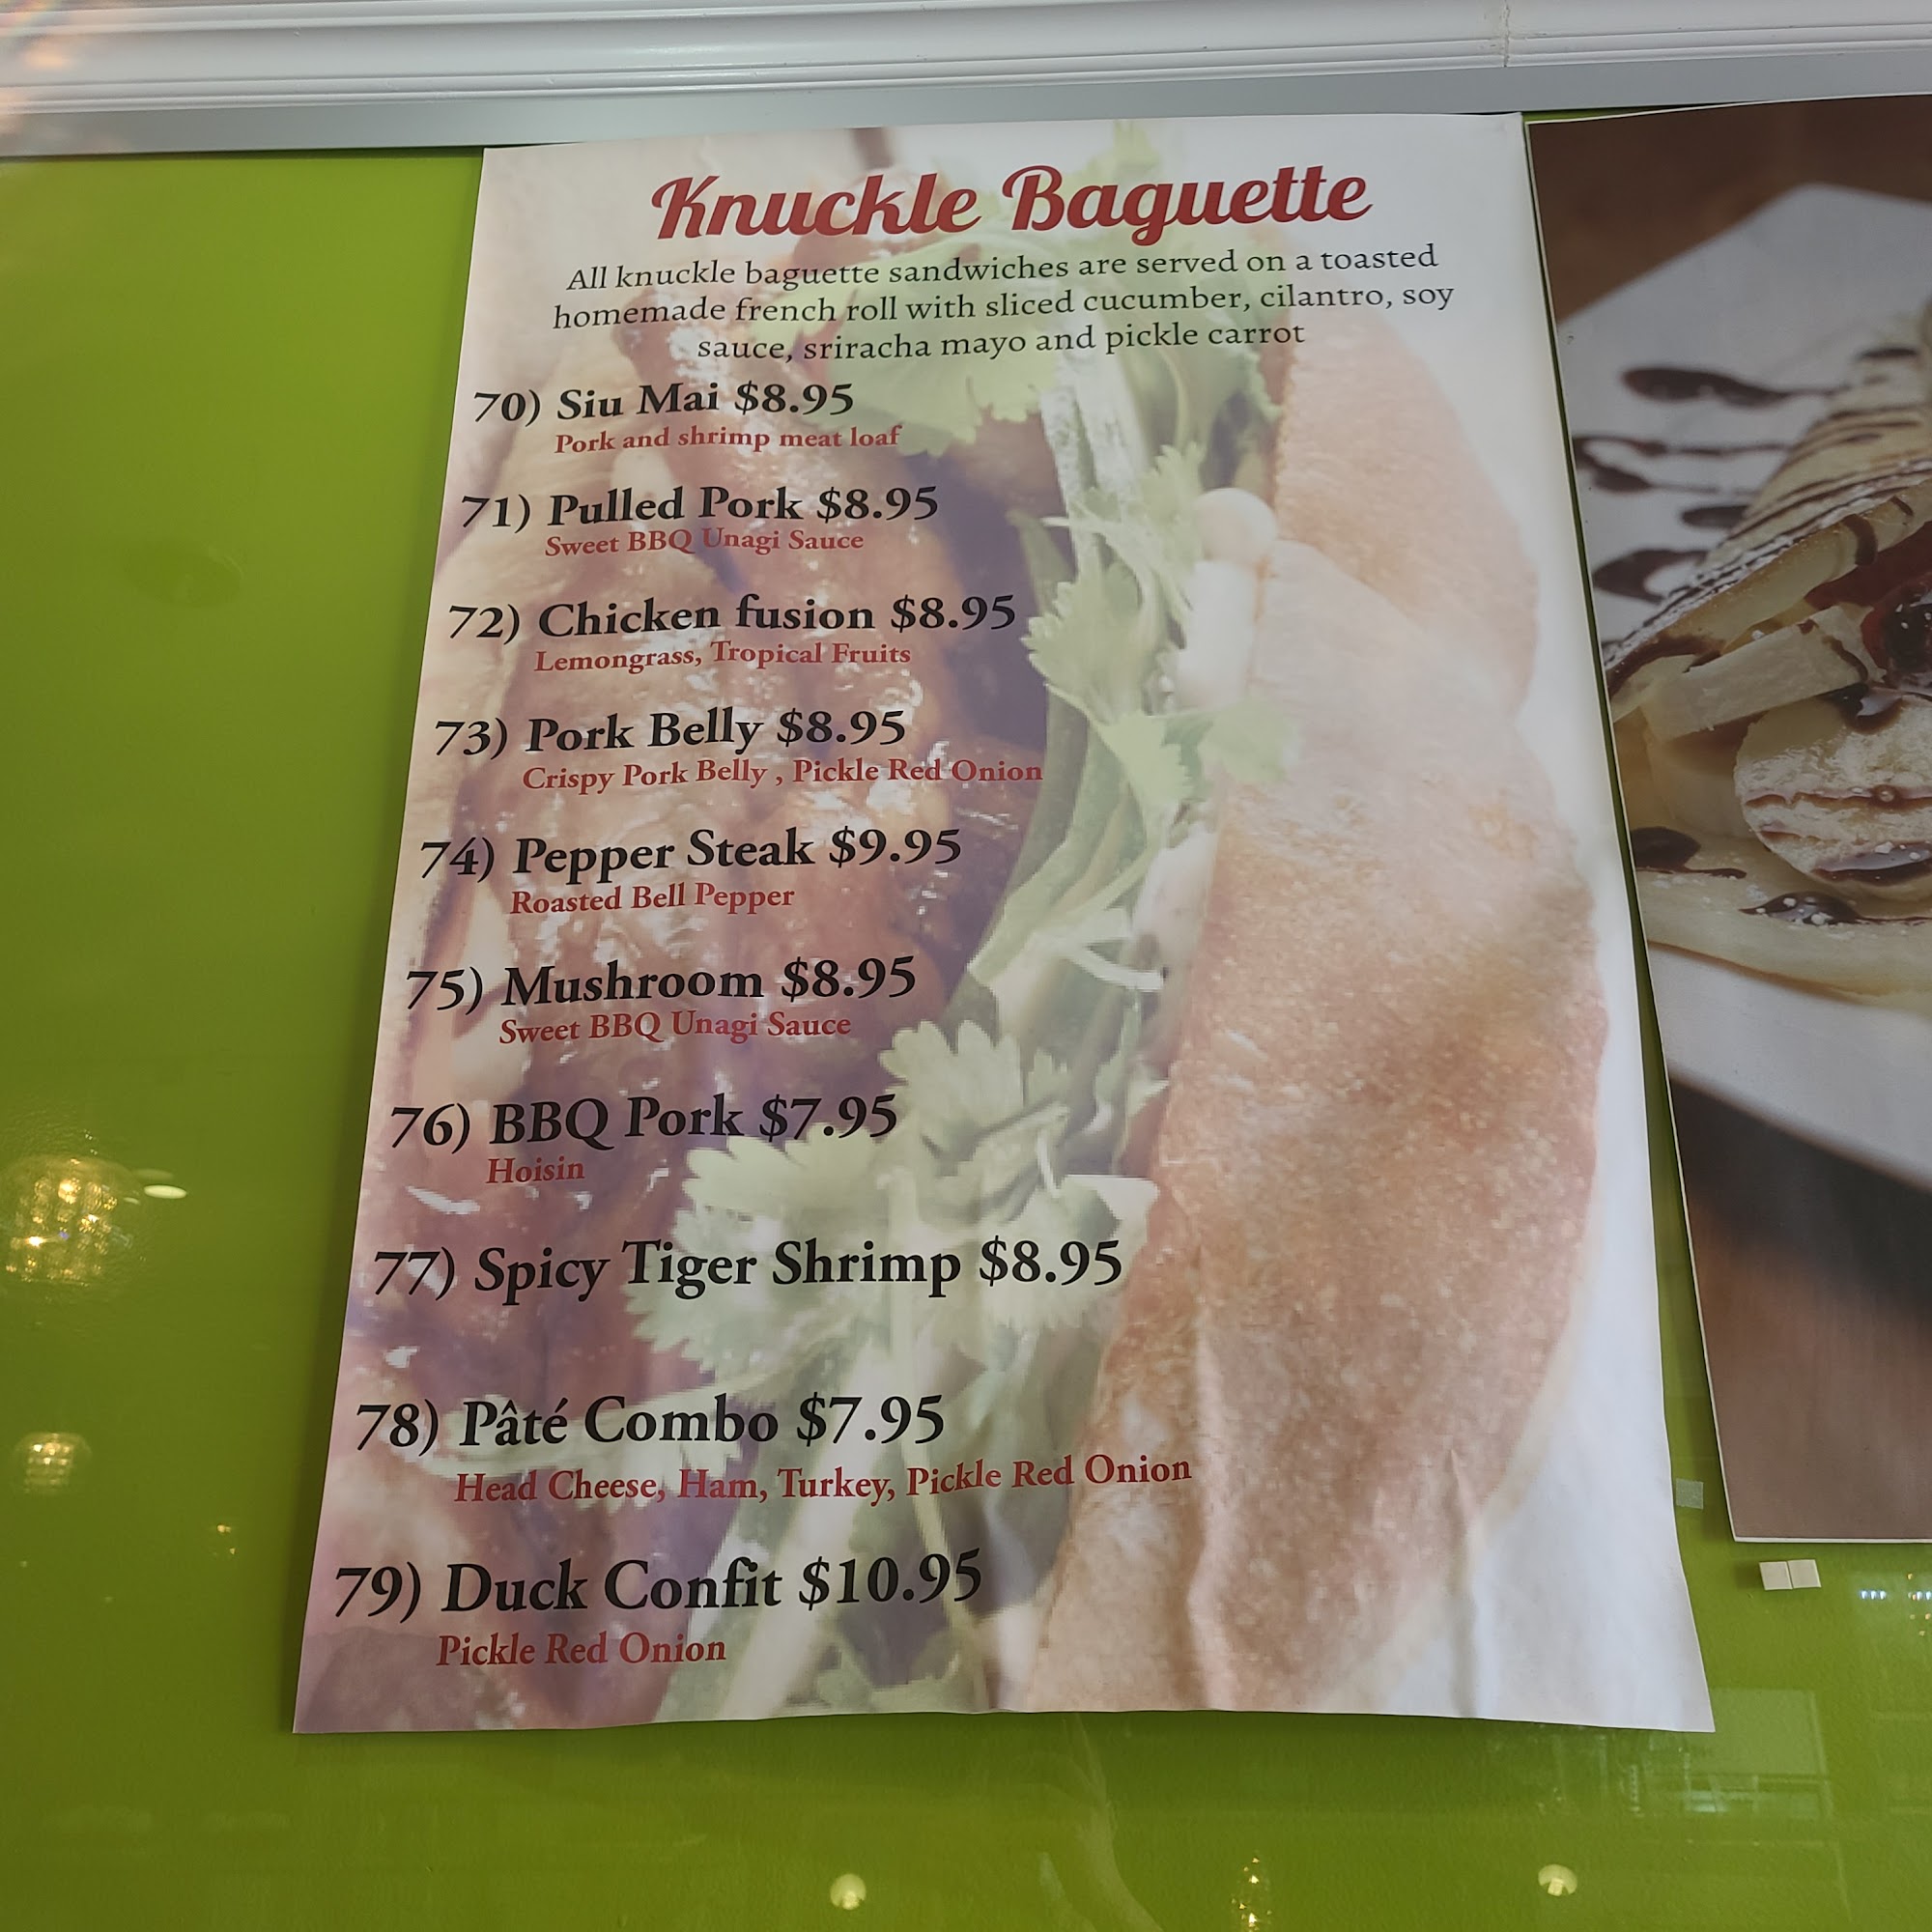 Knuckle Baguette
All knuckle baguette sandwiches are served on a toasted
homemade french roll with sliced cucumber, cilantro, soy
sauce, sriracha mayo and pickle carrot
70) Siu Mai $8.95
Pork and shrimp meat loaf
71) Pulled Pork $8.95
Sweet BBQ Unagi Sauce
72) Chicken fusion $8.95
Lemongrass, Tropical Fruits
73) Pork Belly $8.95
Crispy Pork Belly , Pickle Red Onion
74) Pepper Steak $9.95
Roasted Bell Pepper
75) Mushroom $8.95
Sweet BBQ Unagi Sauce
76) BBQ Pork $7.95
Hoisin
77) Spicy Tiger Shrimp $8.95
78) Pâté Combo $7.95
Head Cheese, Ham, Turkey, Pickle Red Onion
79) Duck Confit $10.95
Pickle Red Onion